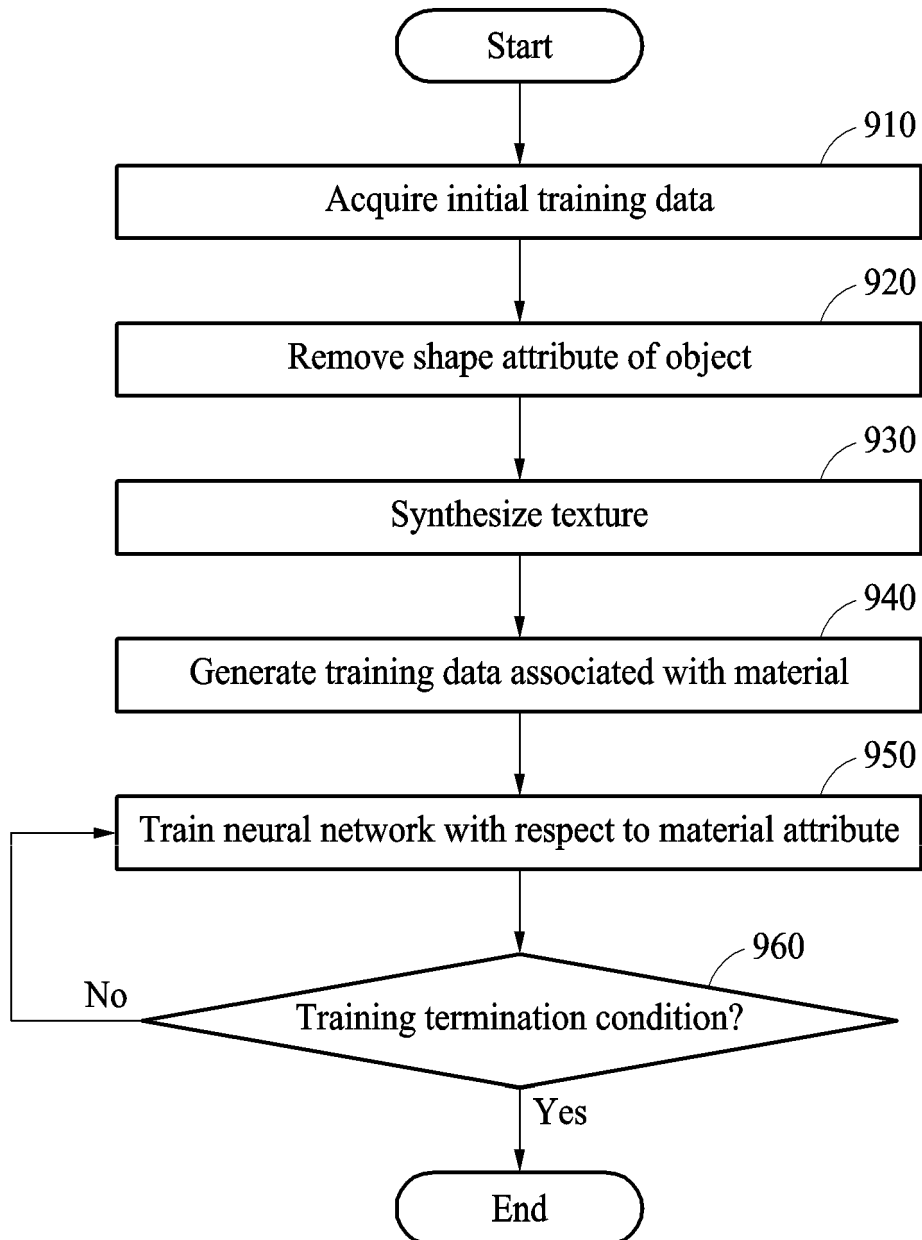 Start
910
Acquire initial training data
920
Remove shape attribute of object
930
Synthesize texture
940
Generate training data associated with material
950
Train neural network with respect to material attribute
960
Training termination condition?
No
Yes
End